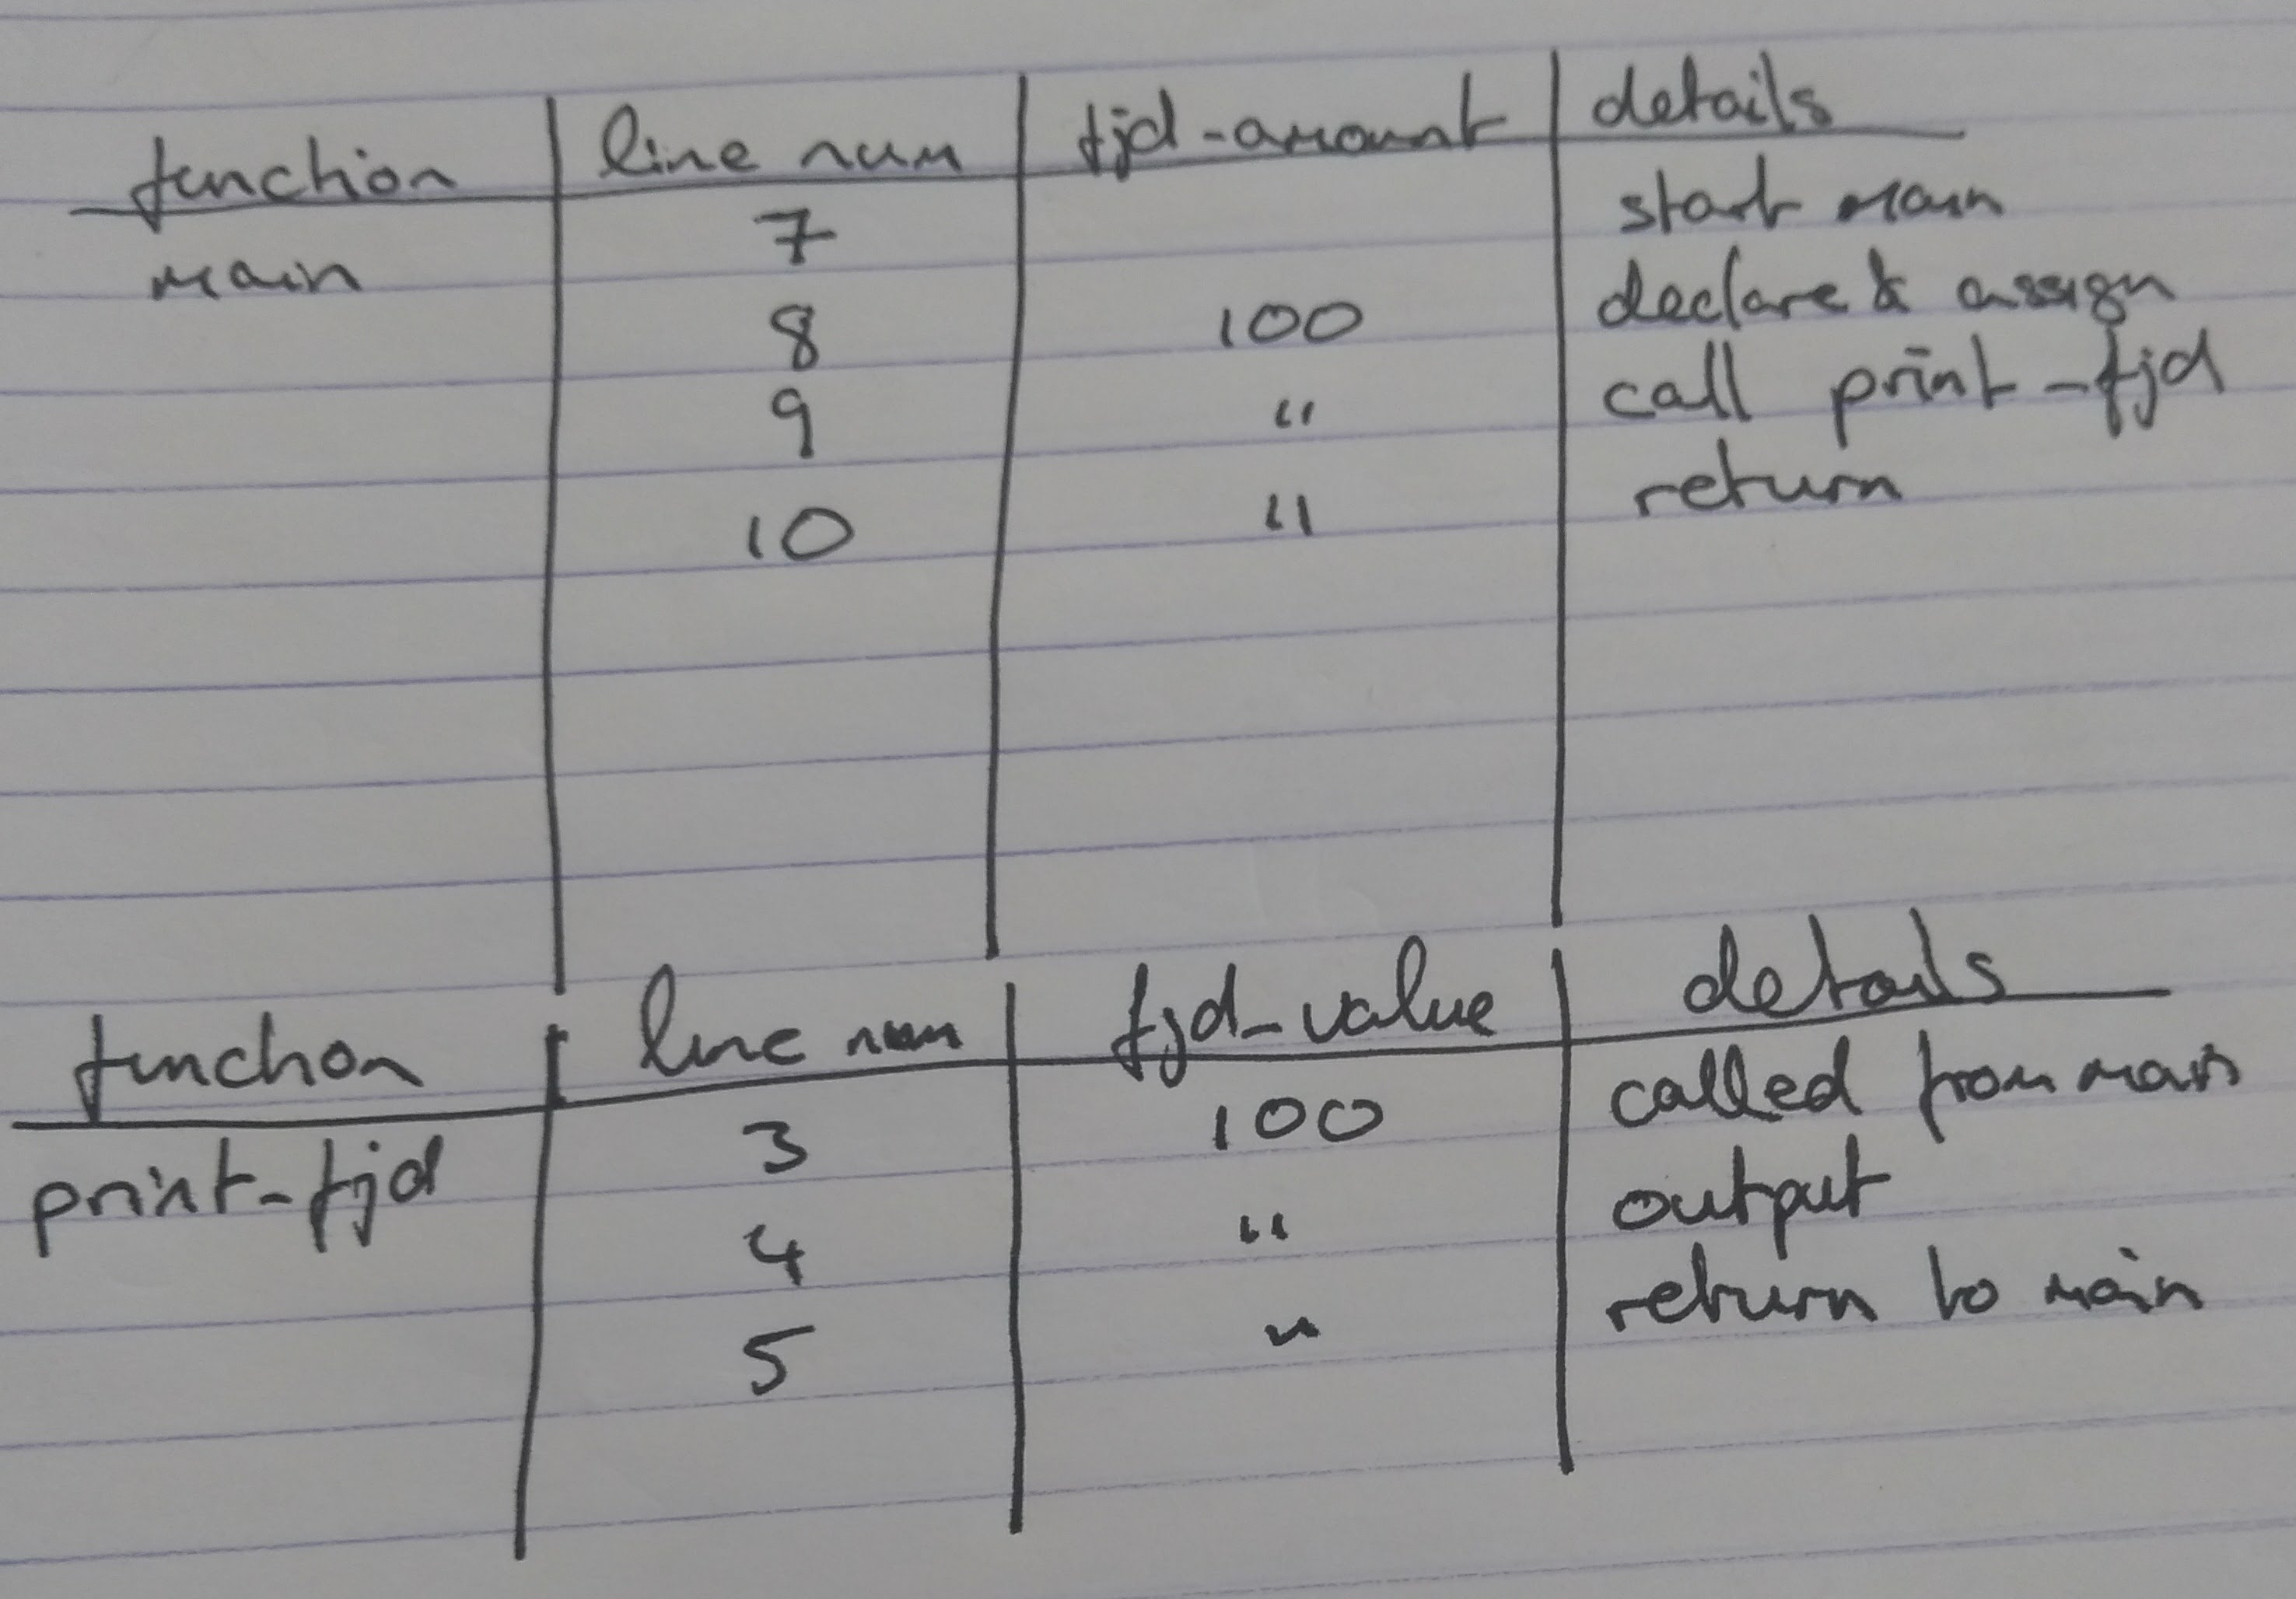 function line num fjd-amount details
main 7 start main
8 100 declare & assign
9 " call print-fjd
10 " return
function line num fjd-value details
print-fjd 3 100 called from main
4 " output
5 " return to main